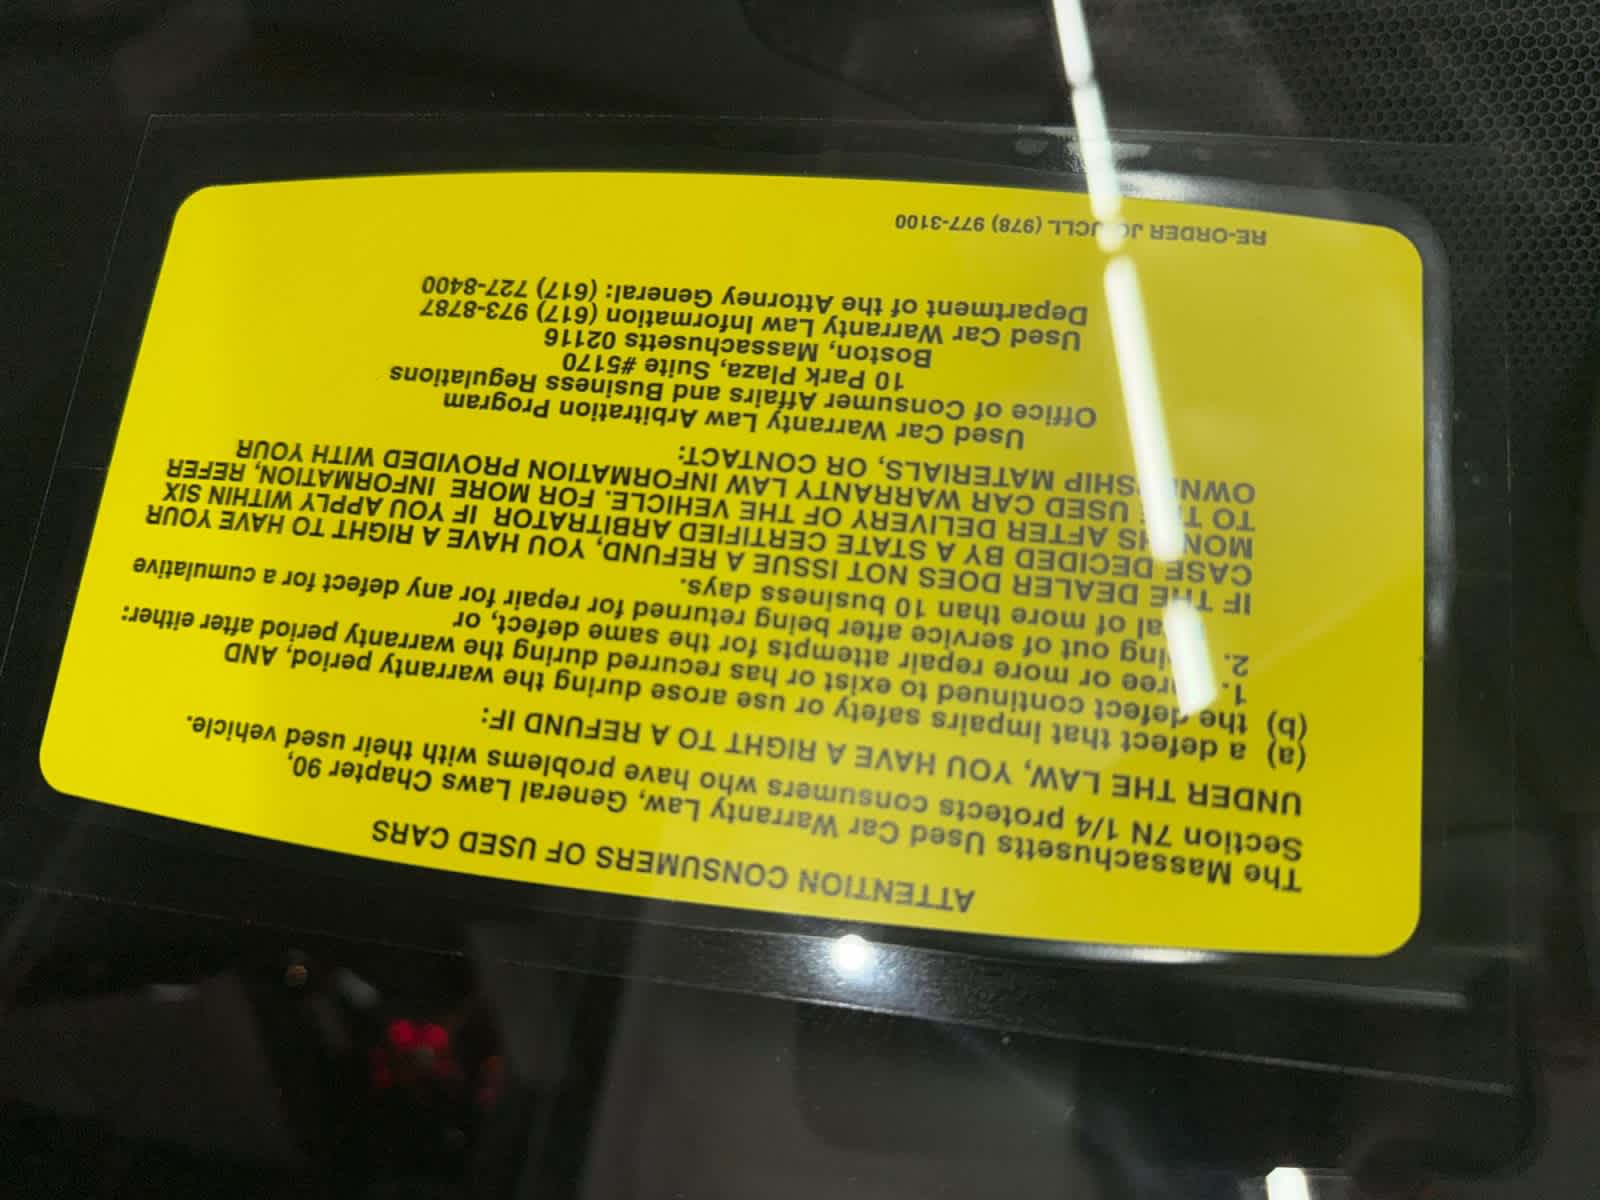 ATTENTION CONSUMERS OF USED CARS
The Massachusetts Used Car Warranty Law, General Laws Chapter 90,
Section 7N 1/4 protects consumers who have problems with their used vehicle.
UNDER THE LAW, YOU HAVE A RIGHT TO A REFUND IF:
(a) a defect that impairs safety or use arose during the warranty period, AND
(b) the defect continued to exist or has recurred during the warranty period after either:
1. three or more repair attempts for the same defect, or
2. being out of service after being returned for repair for any defect for a cumulative
total of more than 10 business days.
IF THE DEALER DOES NOT ISSUE A REFUND, YOU HAVE A RIGHT TO HAVE YOUR
CASE DECIDED BY A STATE CERTIFIED ARBITRATOR IF YOU APPLY WITHIN SIX
MONTHS AFTER DELIVERY OF THE VEHICLE. FOR MORE INFORMATION, REFER
TO THE USED CAR WARRANTY LAW INFORMATION PROVIDED WITH YOUR
OWNERSHIP MATERIALS, OR CONTACT:
Used Car Warranty Law Arbitration Program
Office of Consumer Affairs and Business Regulations
10 Park Plaza, Suite #5170
Boston, Massachusetts 02116
Used Car Warranty Law Information (617) 973-8787
Department of the Attorney General: (617) 727-8400
RE-ORDER (978) 977-3100